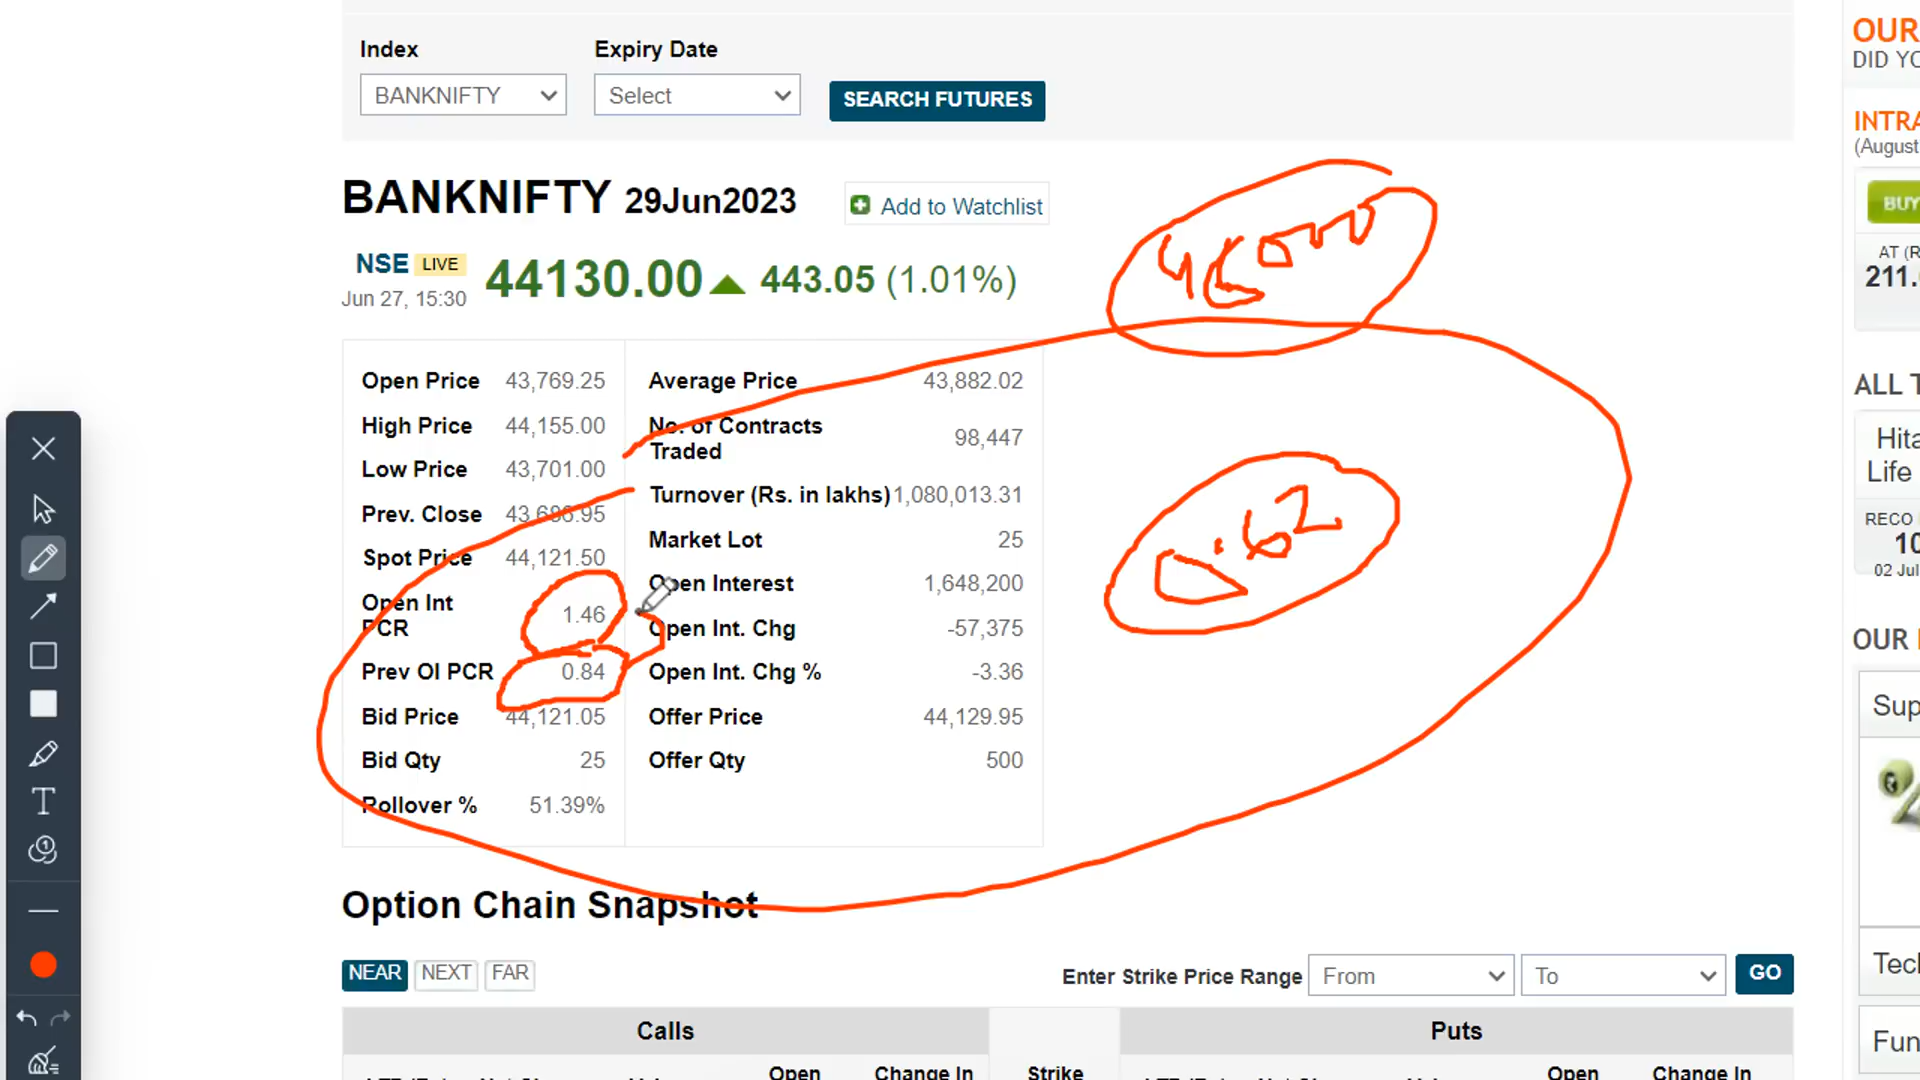 OUR
DID YO
Index
Expiry Date
BANKNIFTY
Select
SEARCH FUTURES
INTRA
(August
BANKNIFTY 29Jun2023
Add to Watchlist
BUY
NSE LIVE
44130.00 443.05 (1.01%)
Jun 27, 15:30
AT (R
211.
Open Price 43,769.25
Average Price 43,882.02
High Price 44,155.00
No. of Contracts
Traded
98,447
Low Price 43,701.00
Prev. Close 43,686.95
Turnover (Rs. in lakhs) 1,080,013.31
Spot Price 44,121.50
Market Lot 25
Open Int
PCR
1.46
Open Interest 1,648,200
Open Int. Chg -57,375
Prev OI PCR 0.84
Open Int. Chg % -3.36
Bid Price 44,121.05
Offer Price 44,129.95
Bid Qty 25
Offer Qty 500
Rollover % 51.39%
0.62
ALL T
Hita
Life
RECO
10
02 Jul
OUR
Sup
Tech
Fun
Option Chain Snapshot
NEAR NEXT FAR
Enter Strike Price Range From To GO
Calls
Puts
Open Change In Strike Open Change In